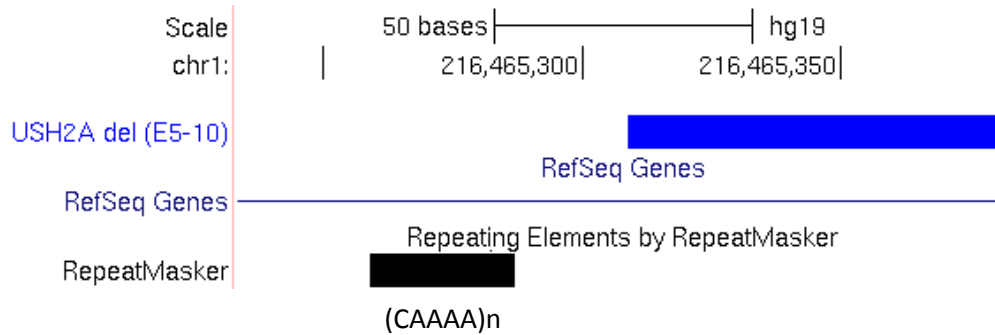 Scale 50 bases hg19
chr1: 216,465,300 216,465,350
USH2A del (E5-10)
RefSeq Genes
RefSeq Genes
Repeating Elements by RepeatMasker
RepeatMasker
(CAAAA)n